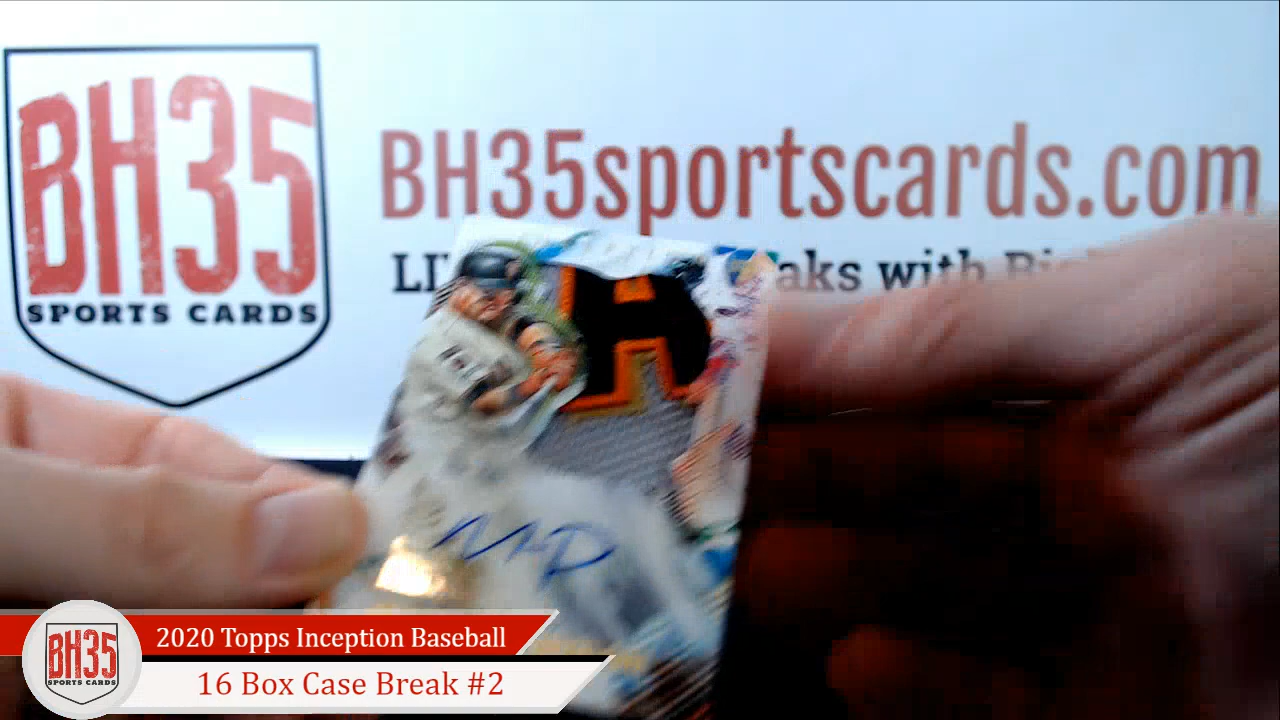 BH35
SPORTS CARDS
BH35sportscards.com
aks with
BH35
SPORTS CARDS
2020 Topps Inception Baseball
16 Box Case Break #2